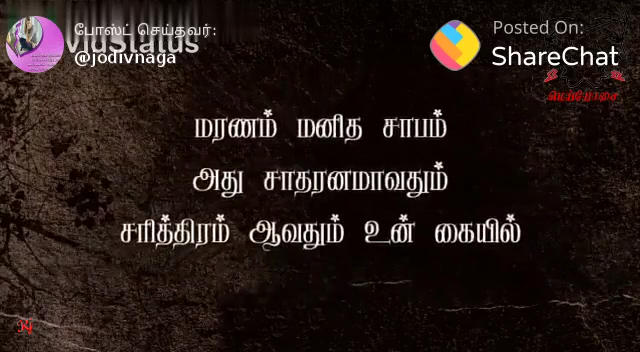 போஸ்ட் செய்தவர்:
@jodivnaga
Posted On:
ShareChat
மரணம் மனித சாபம்
அது சாதரனமாவதும்
சரித்திரம் ஆவதும் உன் கையில்